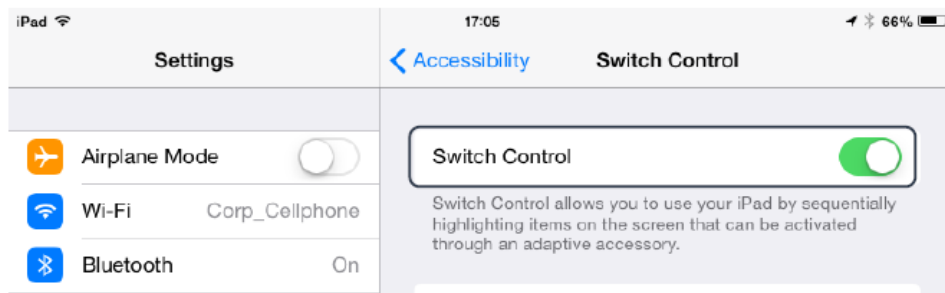 iPad 17:05 66%
Settings
Accessibility Switch Control
Airplane Mode
Wi-Fi Corp_Cellphone
Bluetooth On
Switch Control
Switch Control allows you to use your iPad by sequentially
highlighting items on the screen that can be activated
through an adaptive accessory.